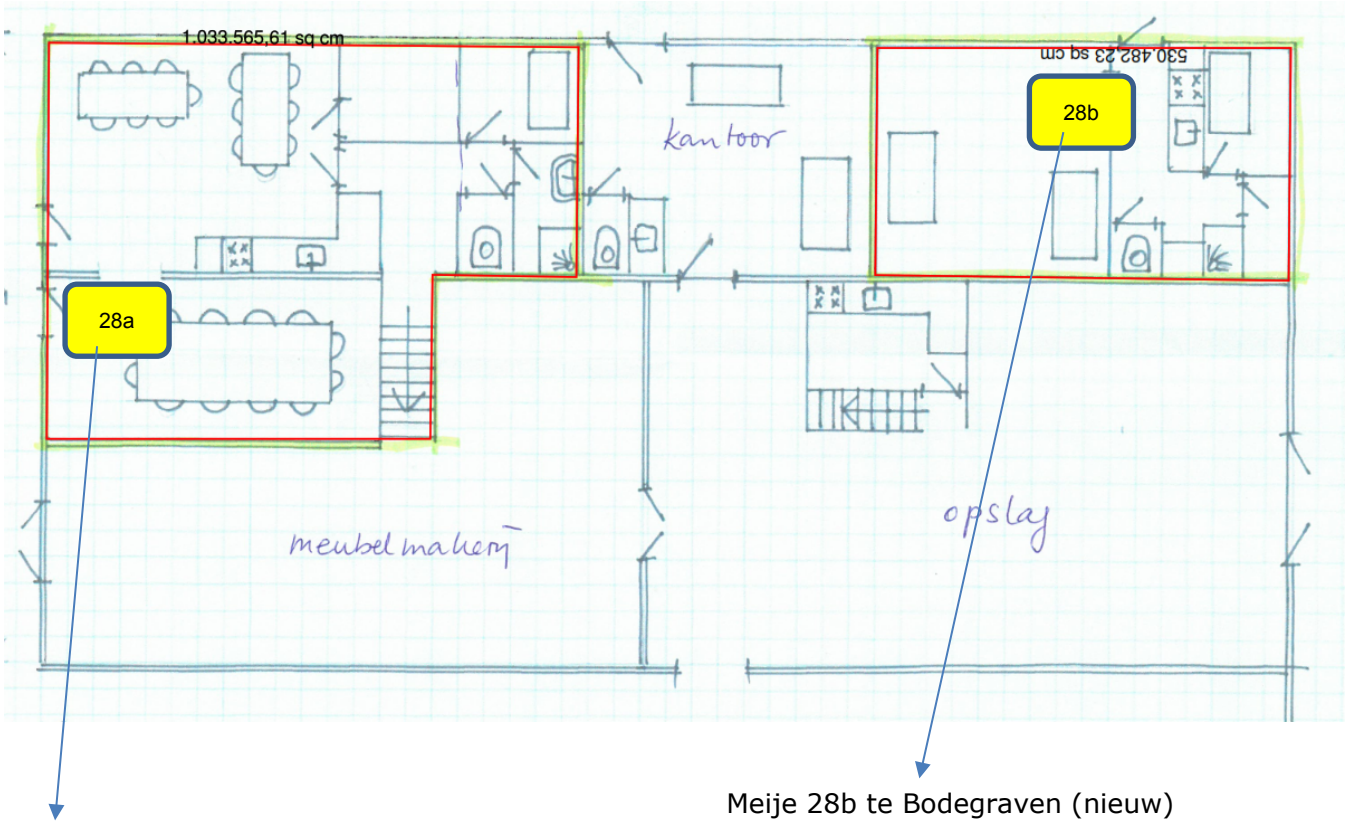 1.033.565,61 sq cm
530.482,23 sq cm
28b
kantoor
28a
opslag
meubelmakerij
Meije 28b te Bodegraven (nieuw)